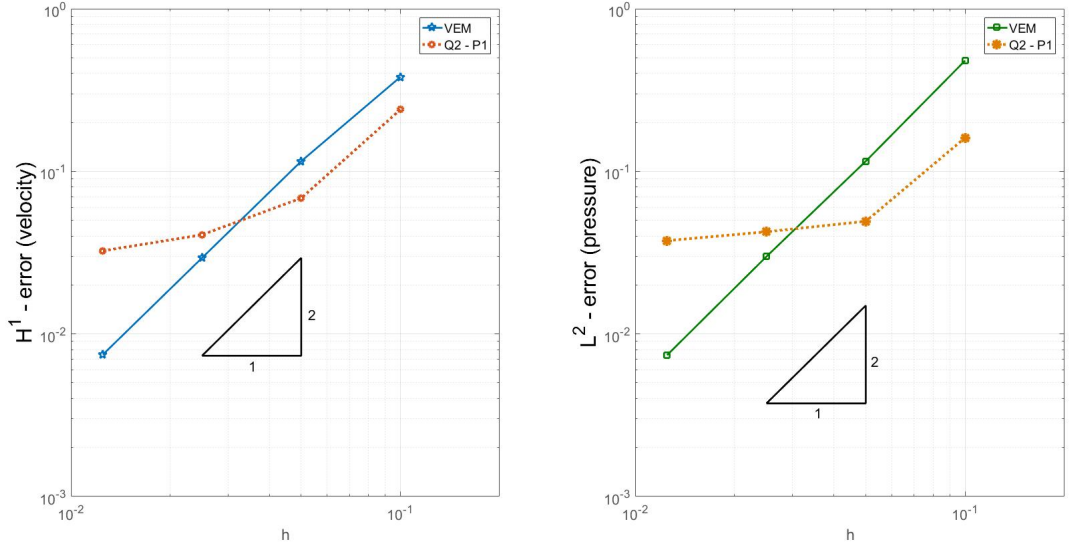 H^1 - error (velocity)
10^0
10^-1
10^-2
10^-3
VEM
Q2 - P1
2
1
10^-2
10^-1
h
L^2 - error (pressure)
10^0
10^-1
10^-2
10^-3
VEM
Q2 - P1
2
1
10^-2
10^-1
h